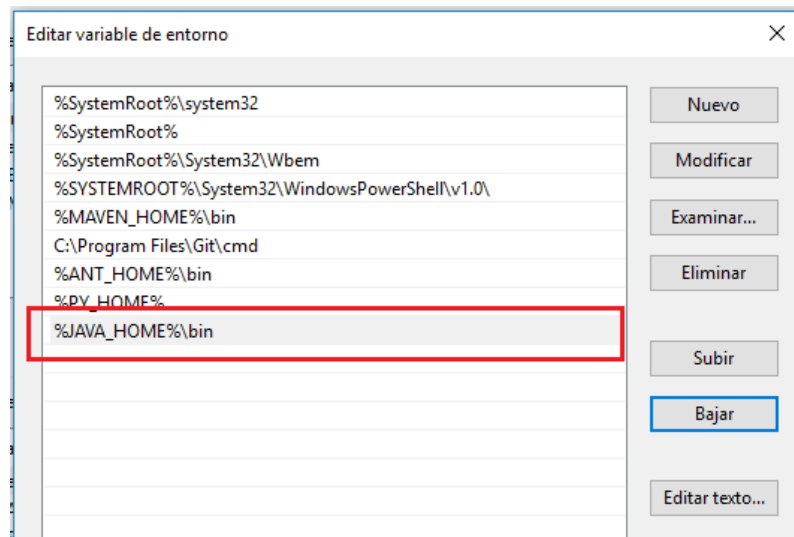 Editar variable de entorno
%SystemRoot%\system32
%SystemRoot%
%SystemRoot%\System32\Wbem
%SYSTEMROOT%\System32\WindowsPowerShell\v1.0\
%MAVEN_HOME%\bin
C:\Program Files\Git\cmd
%ANT_HOME%\bin
%PY_HOME%
%JAVA_HOME%\bin
Nuevo
Modificar
Examinar...
Eliminar
Subir
Bajar
Editar texto...